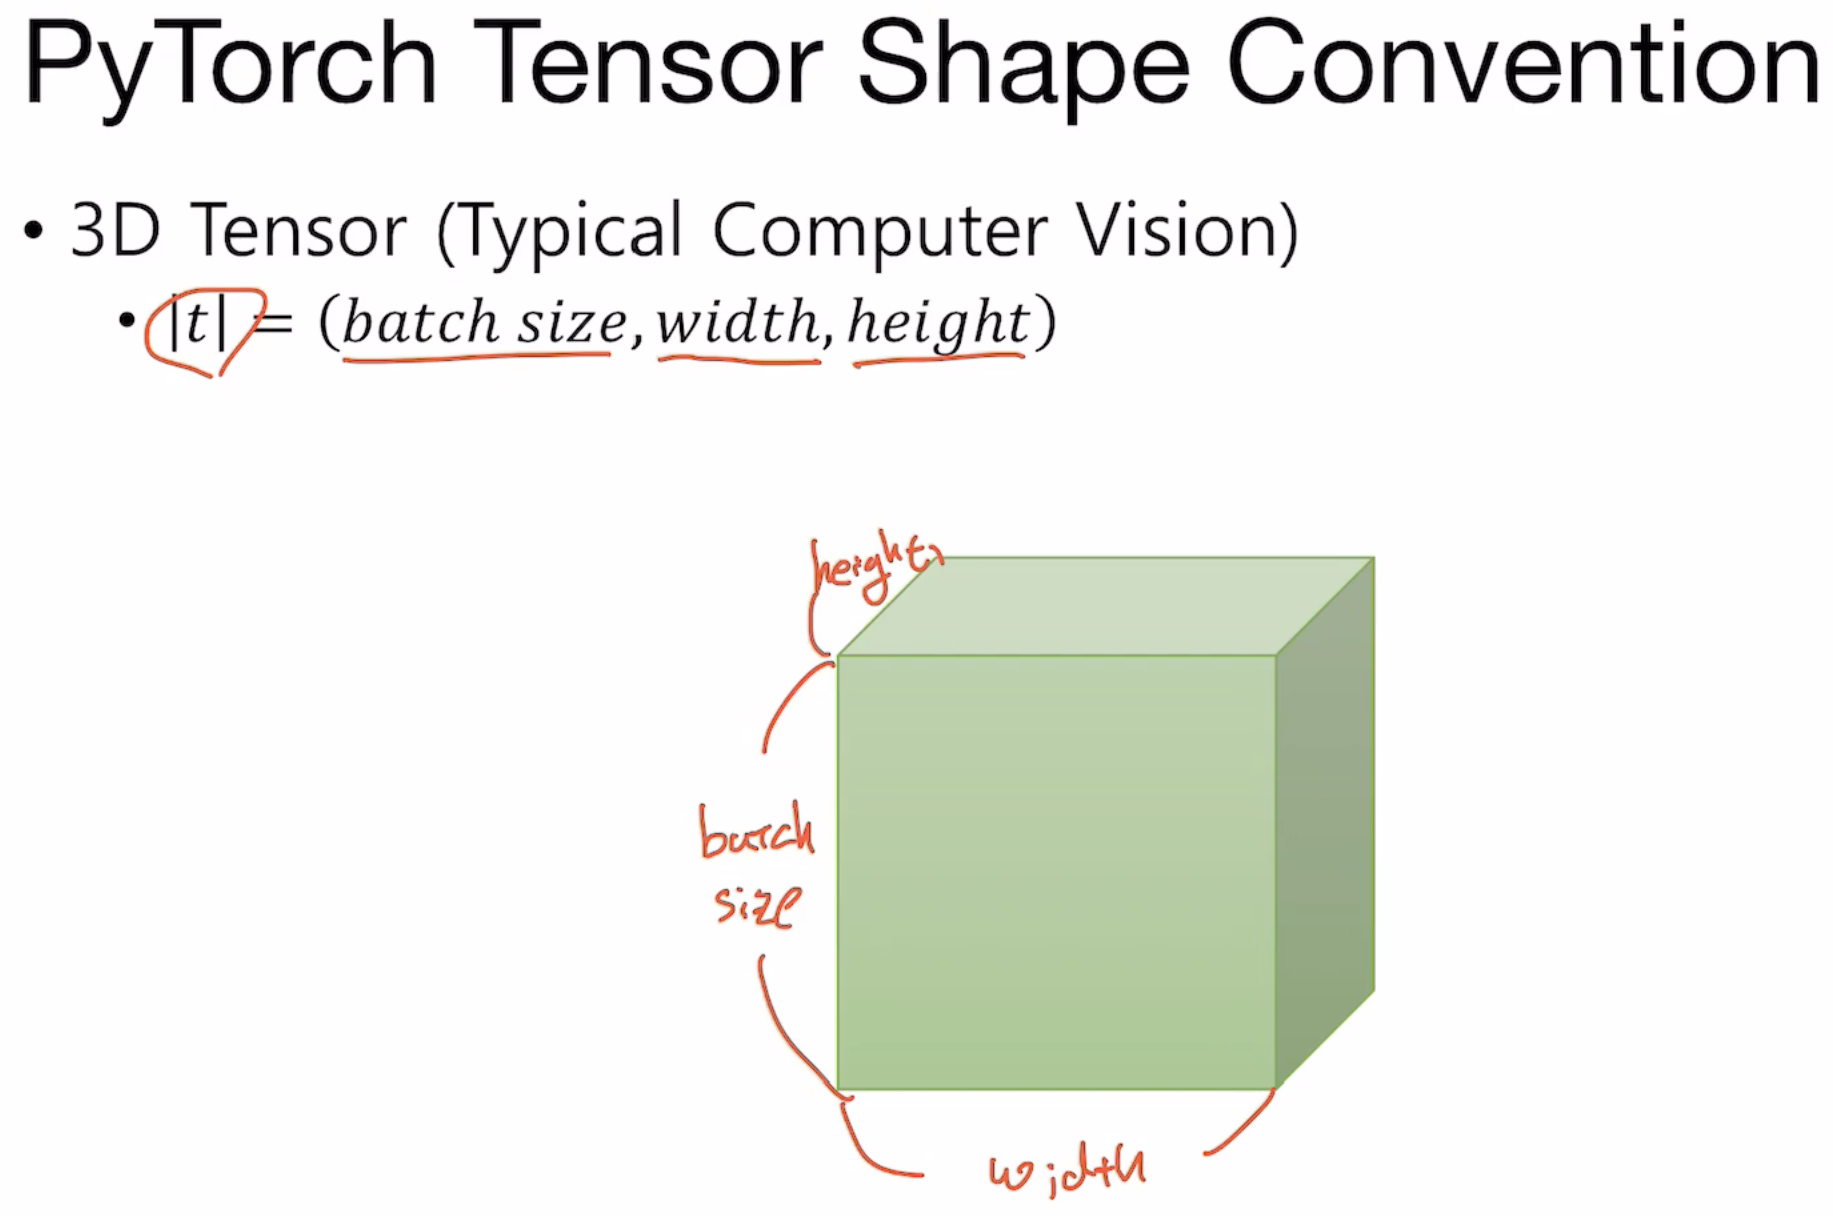 PyTorch Tensor Shape Convention
• 3D Tensor (Typical Computer Vision)
• |t| = (batch size, width, height)
height
batch
size
width